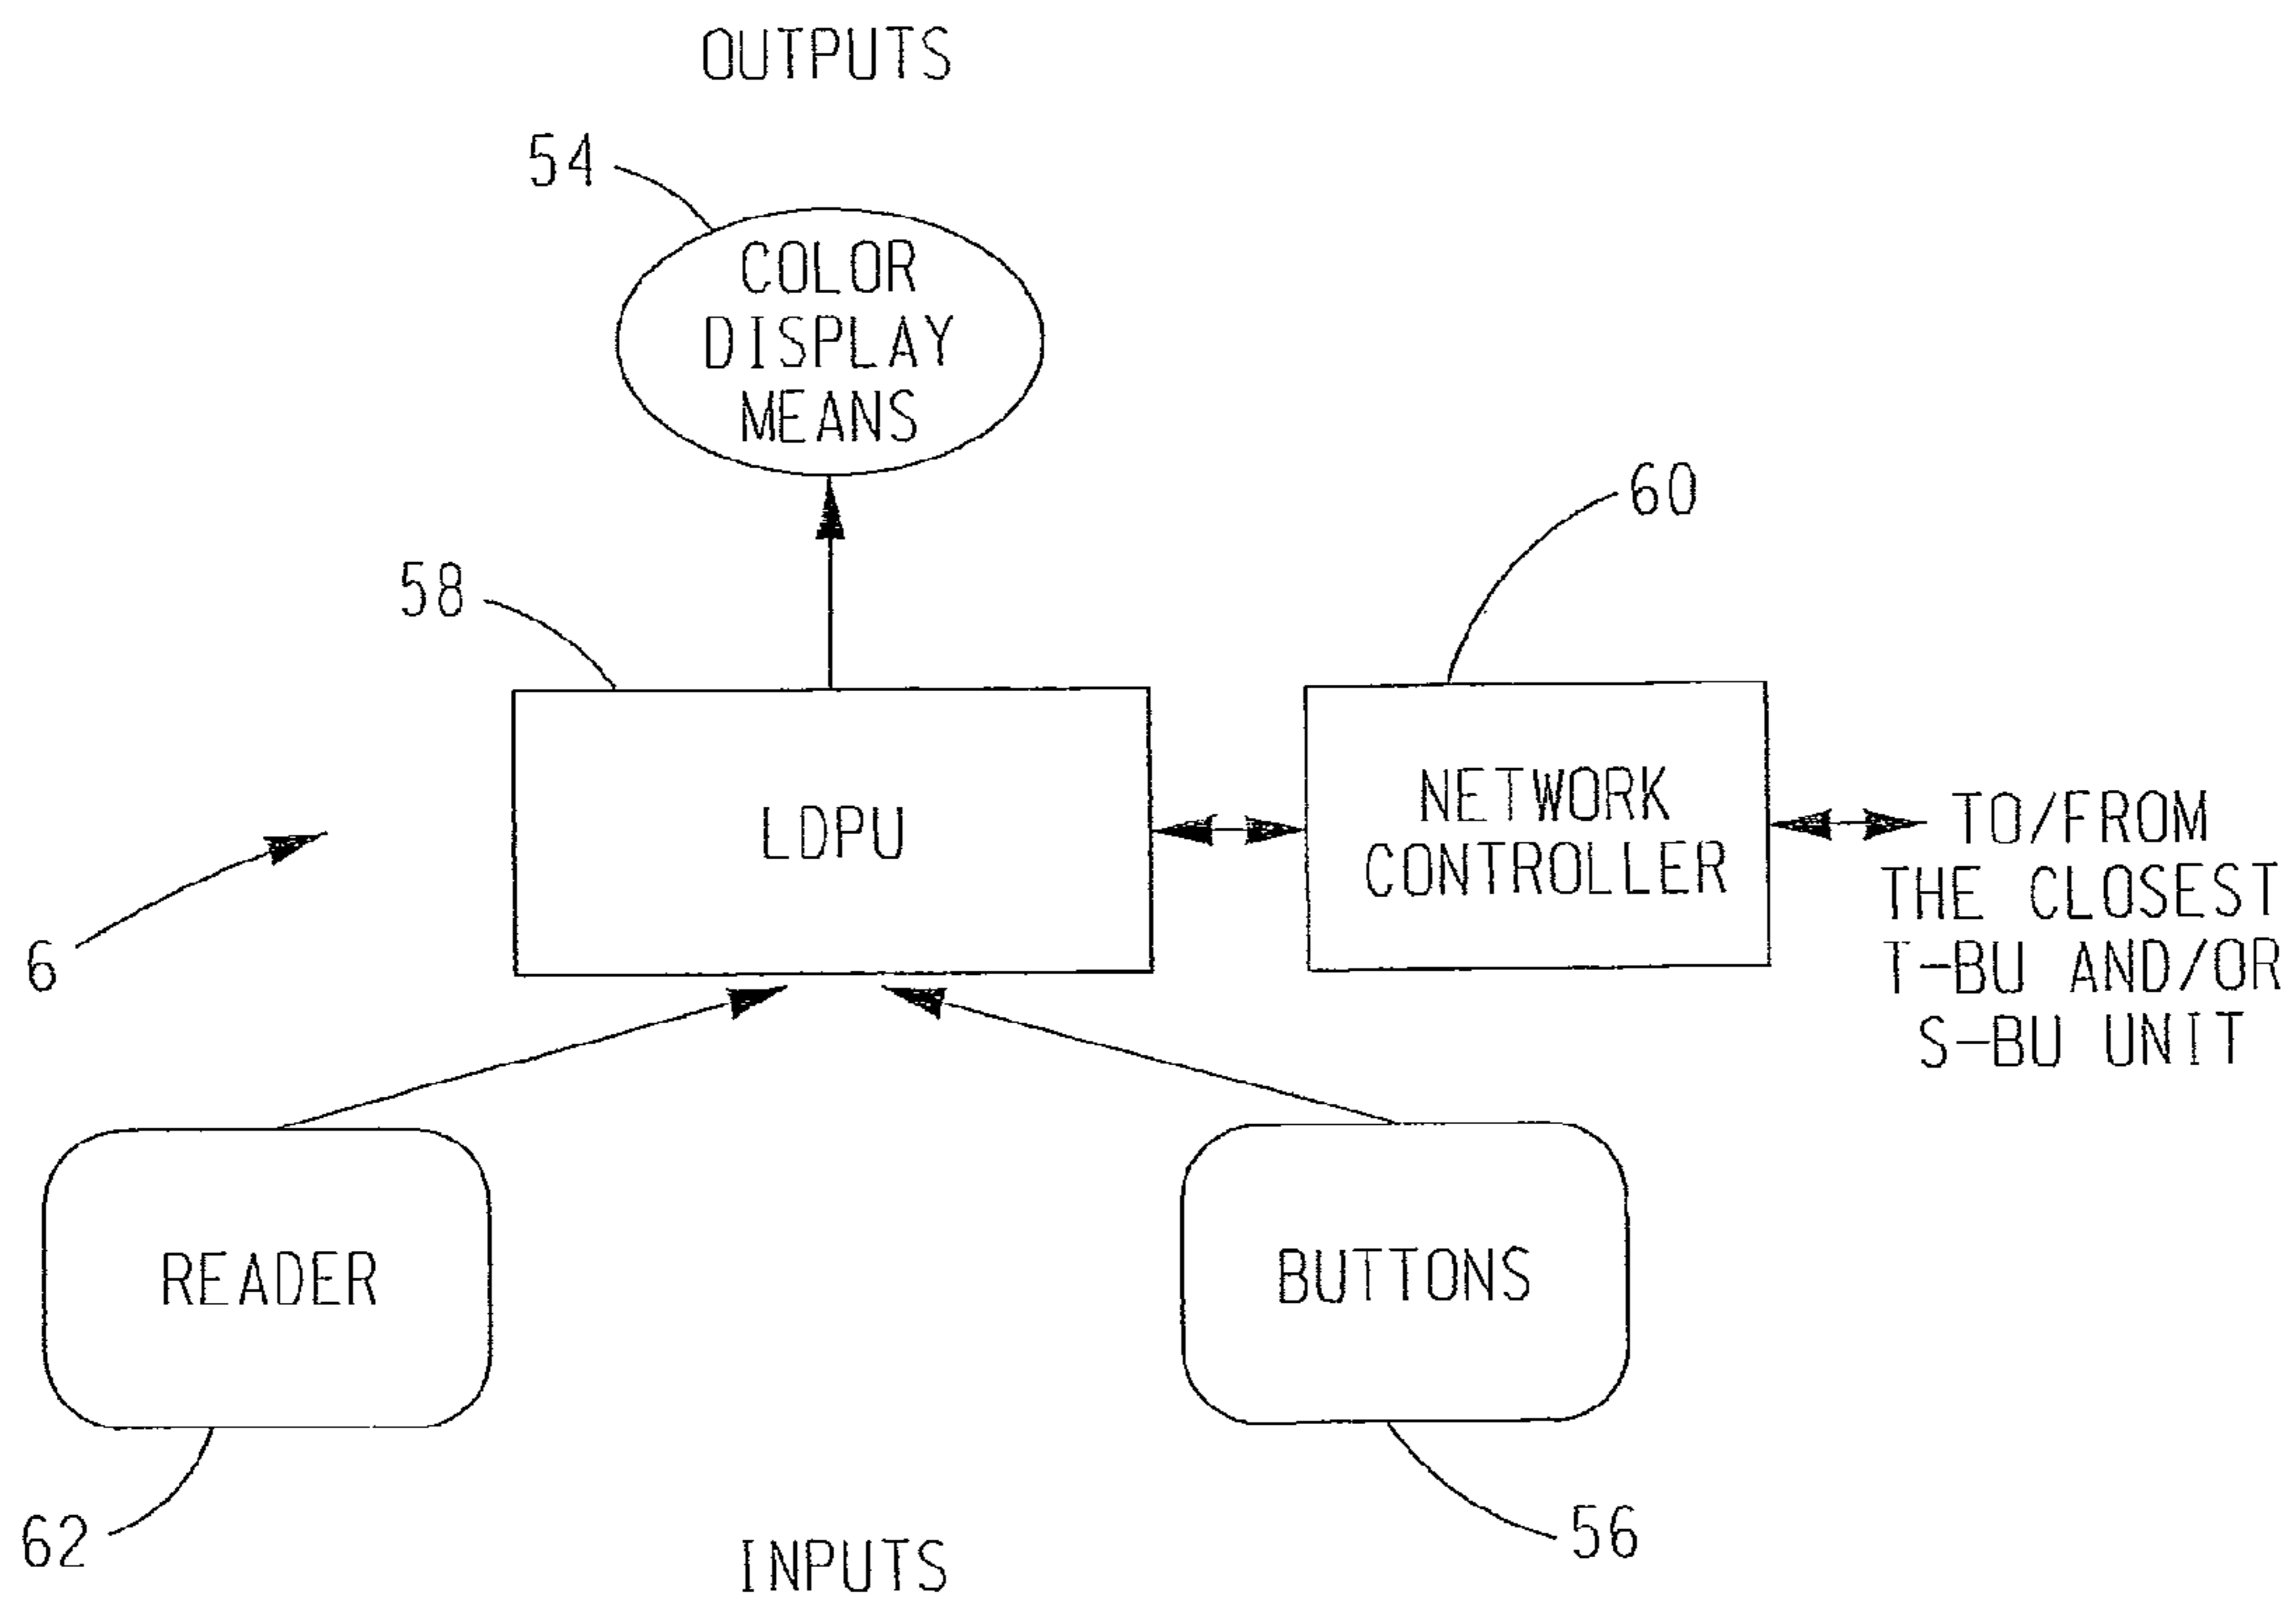 OUTPUTS
54
COLOR
DISPLAY
MEANS
60
58
LDPU
NETWORK
CONTROLLER
TO/FROM
THE CLOSEST
T-BU AND/OR
S-BU UNIT
6
READER
BUTTONS
62
56
INPUTS